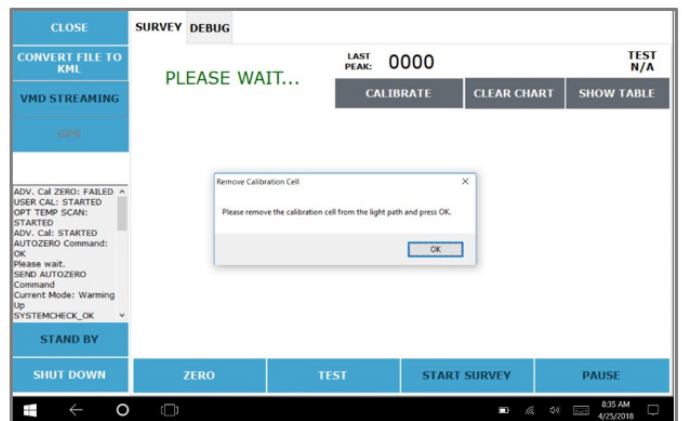 CLOSE
CONVERT FILE TO
KML
VMD STREAMING
GPS
ADV. Cal ZERO: FAILED
USER CAL: STARTED
OPT TEMP SCAN:
STARTED
ADV. Cal: STARTED
AUTOZERO Command:
OK
Please wait.
SEND AUTOZERO
Command
Current Mode: Warming
Up
SYSTEMCHECK_OK
STAND BY
SHUT DOWN
SURVEY DEBUG
PLEASE WAIT...
LAST
PEAK: 0000
TEST
N/A
CALIBRATE CLEAR CHART SHOW TABLE
Remove Calibration Cell
Please remove the calibration cell from the light path and press OK.
OK
ZERO TEST START SURVEY PAUSE
8:35 AM
4/25/2018